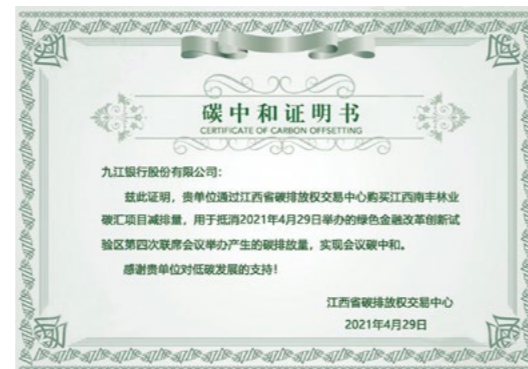 碳中和证明书
CERTIFICATE OF CARBON OFFSETTING
九江银行股份有限公司：
兹此证明，贵单位通过江西省碳排放权交易中心购买江西南丰林业
碳汇项目减排量，用于抵消2021年4月29日举办的绿色金融改革创新试
验区第四次联席会议举办产生的碳排放量，实现会议碳中和。
感谢贵单位对低碳发展的支持！
江西省碳排放权交易中心
2021年4月29日